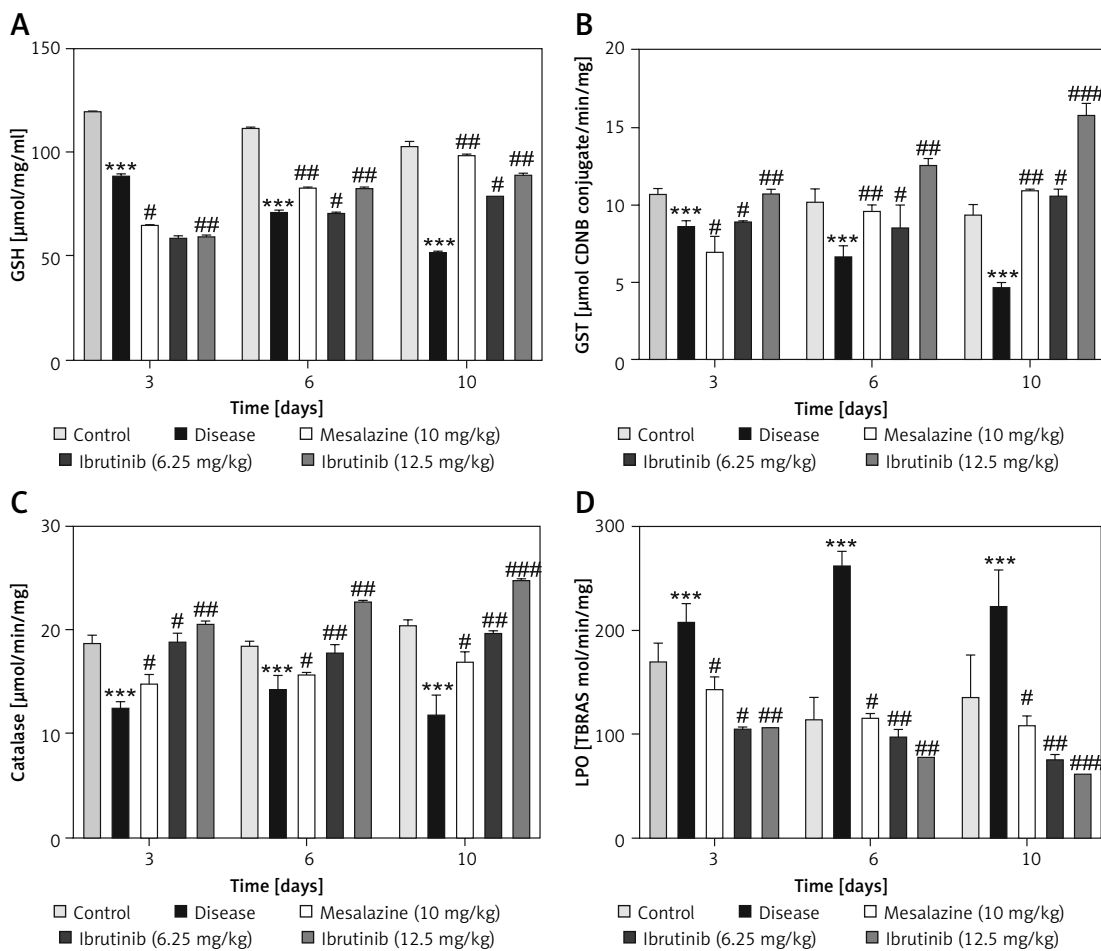 A
B
150
100
50
0
GSH [µmol/mg/ml]
***
#
##
***
##
#
##
***
##
#
##
3 6 10
Time [days]
Control Disease Mesalazine (10 mg/kg)
Ibrutinib (6.25 mg/kg) Ibrutinib (12.5 mg/kg)
20
15
10
5
0
GST [µmol CDNB conjugate/min/mg]
***
#
#
##
***
##
#
##
***
##
#
###
3 6 10
Time [days]
Control Disease Mesalazine (10 mg/kg)
Ibrutinib (6.25 mg/kg) Ibrutinib (12.5 mg/kg)
C
D
30
20
10
0
Catalase [µmol/min/mg]
***
#
#
##
***
#
##
##
***
#
##
###
3 6 10
Time [days]
Control Disease Mesalazine (10 mg/kg)
Ibrutinib (6.25 mg/kg) Ibrutinib (12.5 mg/kg)
300
200
100
0
LPO [TBRAS mol/min/mg]
***
#
#
##
***
#
##
##
***
#
##
###
3 6 10
Time [days]
Control Disease Mesalazine (10 mg/kg)
Ibrutinib (6.25 mg/kg) Ibrutinib (12.5 mg/kg)